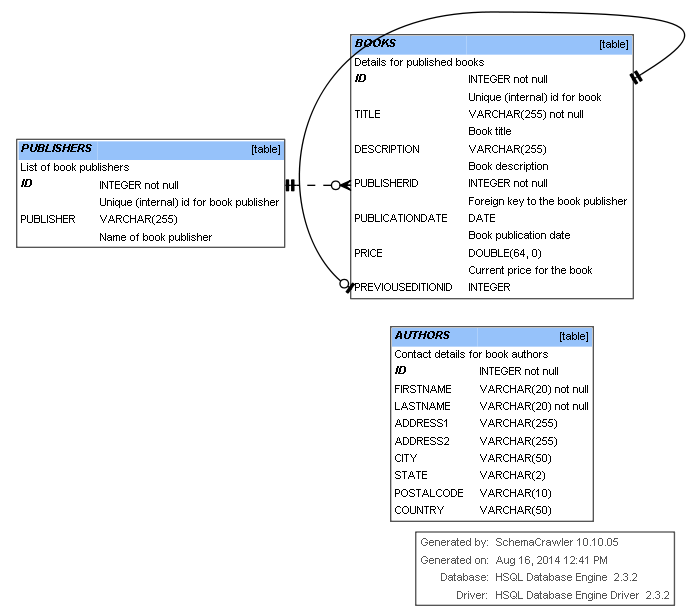 BOOKS [table]
Details for published books
ID INTEGER not null
Unique (internal) id for book
TITLE VARCHAR(255) not null
Book title
DESCRIPTION VARCHAR(255)
Book description
PUBLISHERID INTEGER not null
Foreign key to the book publisher
PUBLICATIONDATE DATE
Book publication date
PRICE DOUBLE(64, 0)
Current price for the book
PREVIOUSEDITIONID INTEGER
PUBLISHERS [table]
List of book publishers
ID INTEGER not null
Unique (internal) id for book publisher
PUBLISHER VARCHAR(255)
Name of book publisher
AUTHORS [table]
Contact details for book authors
ID INTEGER not null
FIRSTNAME VARCHAR(20) not null
LASTNAME VARCHAR(20) not null
ADDRESS1 VARCHAR(255)
ADDRESS2 VARCHAR(255)
CITY VARCHAR(50)
STATE VARCHAR(2)
POSTALCODE VARCHAR(10)
COUNTRY VARCHAR(50)
Generated by: SchemaCrawler 10.10.05
Generated on: Aug 16, 2014 12:41 PM
Database: HSQL Database Engine 2.3.2
Driver: HSQL Database Engine Driver 2.3.2